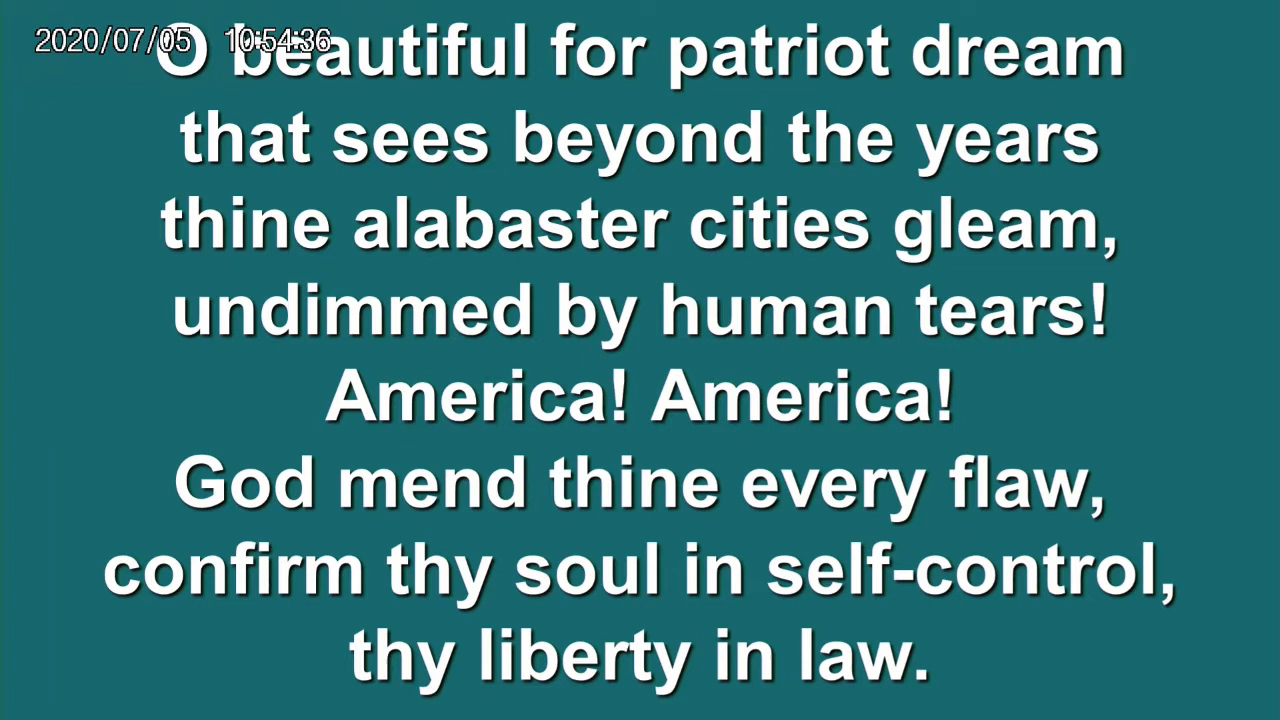 2020/07/05 10:54:36
O beautiful for patriot dream
that sees beyond the years
thine alabaster cities gleam,
undimmed by human tears!
America! America!
God mend thine every flaw,
confirm thy soul in self-control,
thy liberty in law.